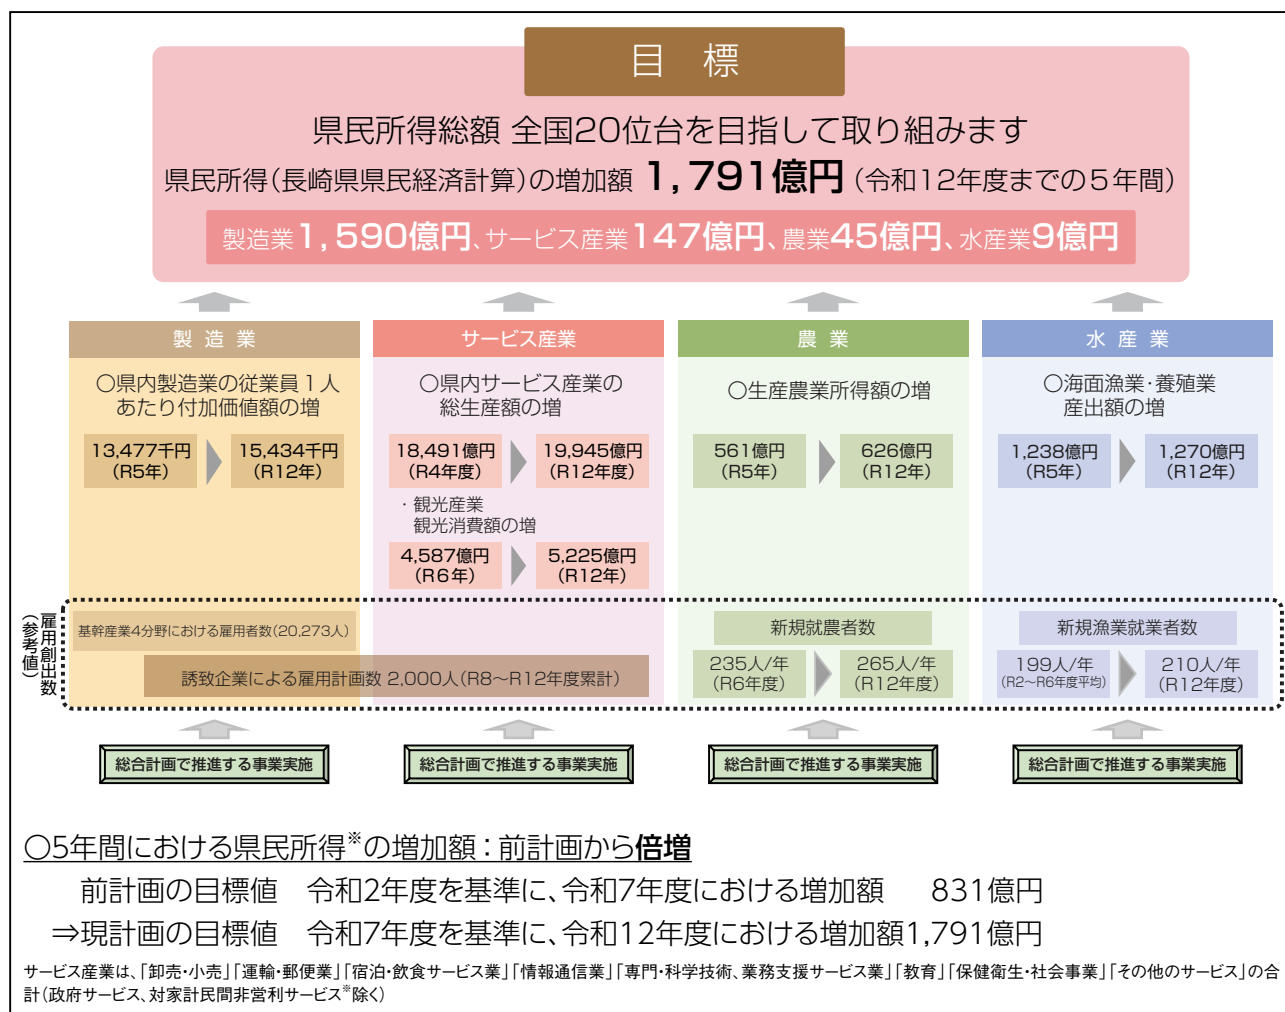 目 標
県民所得総額 全国20位台を目指して取り組みます
県民所得(長崎県県民経済計算)の増加額 1,791億円 (令和12年度までの5年間)
製造業1,590億円、サービス産業147億円、農業45億円、水産業9億円
製 造 業
○県内製造業の従業員1人
あたり付加価値額の増
13,477千円
(R5年)
15,434千円
(R12年)
サービス産業
○県内サービス産業の
総生産額の増
18,491億円
(R4年度)
19,945億円
(R12年度)
・観光産業
観光消費額の増
4,587億円
(R6年)
5,225億円
(R12年)
農 業
○生産農業所得額の増
561億円
(R5年)
626億円
(R12年)
水 産 業
○海面漁業・養殖業
産出額の増
1,238億円
(R5年)
1,270億円
(R12年)
雇用創出数
(参考値)
基幹産業4分野における雇用者数(20,273人)
誘致企業による雇用計画数 2,000人(R8～R12年度累計)
新規就農者数
235人/年
(R6年度)
265人/年
(R12年度)
新規漁業就業者数
199人/年
(R2～R6年度平均)
210人/年
(R12年度)
総合計画で推進する事業実施
総合計画で推進する事業実施
総合計画で推進する事業実施
総合計画で推進する事業実施
○5年間における県民所得※の増加額：前計画から倍増
前計画の目標値 令和2年度を基準に、令和7年度における増加額 831億円
⇒現計画の目標値 令和7年度を基準に、令和12年度における増加額1,791億円
サービス産業は、「卸売・小売」「運輸・郵便業」「宿泊・飲食サービス業」「情報通信業」「専門・科学技術、業務支援サービス業」「教育」「保健衛生・社会事業」「その他のサービス」の合
計(政府サービス、対家計民間非営利サービス※除く)